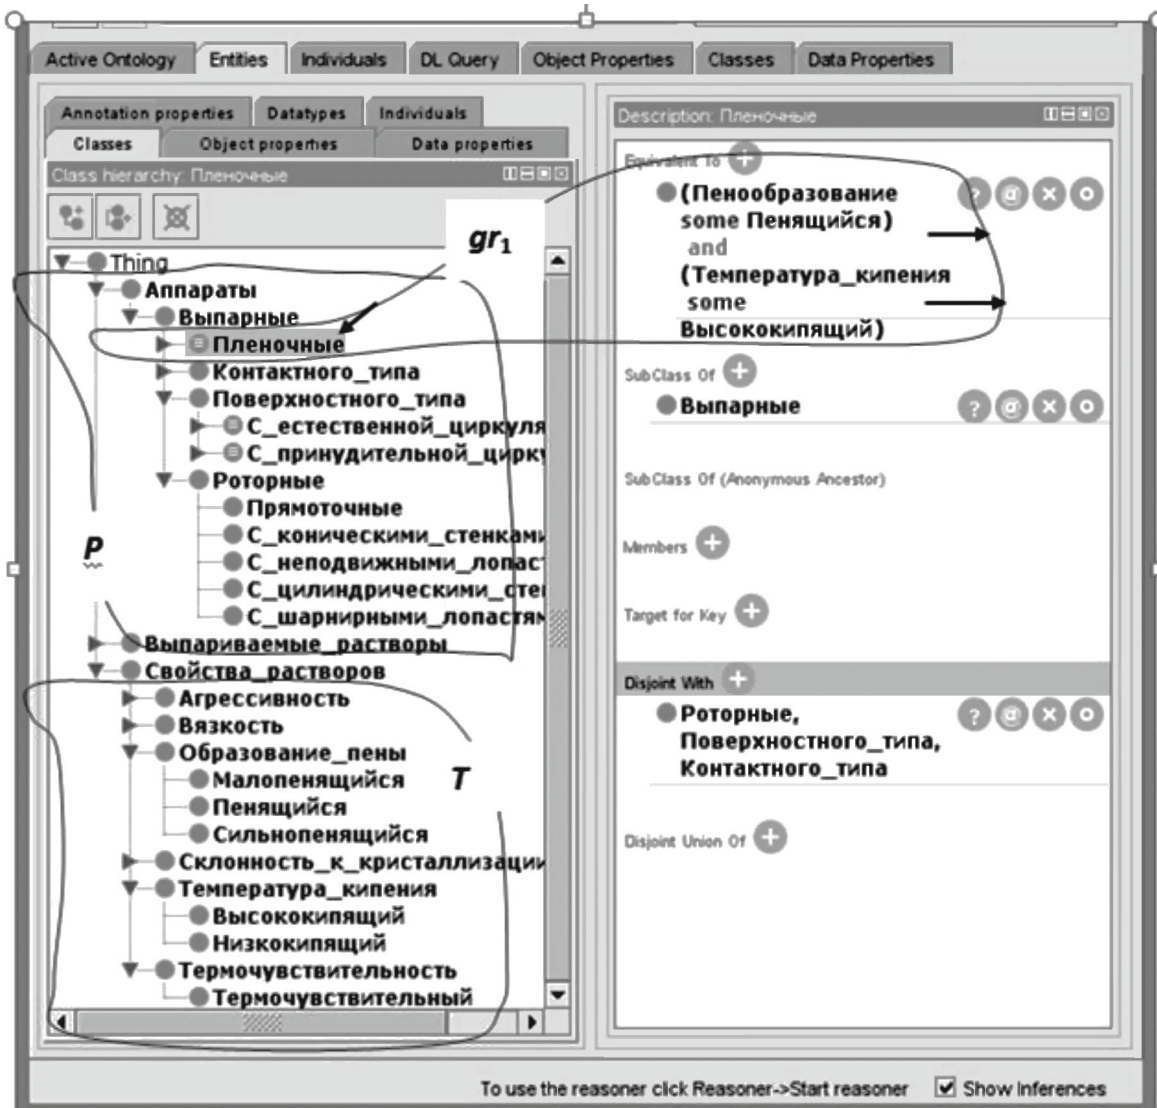 Active Ontology Entities Individuals DL Query Object Properties Classes Data Properties
Annotation properties Datatypes Individuals
Classes Object properties Data properties
Class hierarchy: Пленочные
gr1
Thing
Аппараты
Выпарные
Пленочные
Контактного_типа
Поверхностного_типа
С_естественной_циркуля
С_принудительной_цирку
Роторные
Прямоточные
С_коническими_стенками
С_неподвижными_лопаст
С_цилиндрическими_стен
С_шарнирными_лопастям
P
Выпариваемые_растворы
Свойства_растворов
Агрессивность
Вязкость
Образование_пены
Малопенящийся
T
Пенящийся
Сильнопенящийся
Склонность_к_кристаллизации
Температура_кипения
Высококипящий
Низкокипящий
Термочувствительность
Термочувствительный
Description: Пленочные
Equivalent To
(Пенообразование
some Пенящийся)
and
(Температура_кипения
some
Высококипящий)
SubClass Of
Выпарные
SubClass Of (Anonymous Ancestor)
Members
Target for Key
Disjoint With
Роторные,
Поверхностного_типа,
Контактного_типа
Disjoint Union Of
To use the reasoner click Reasoner->Start reasoner Show Inferences